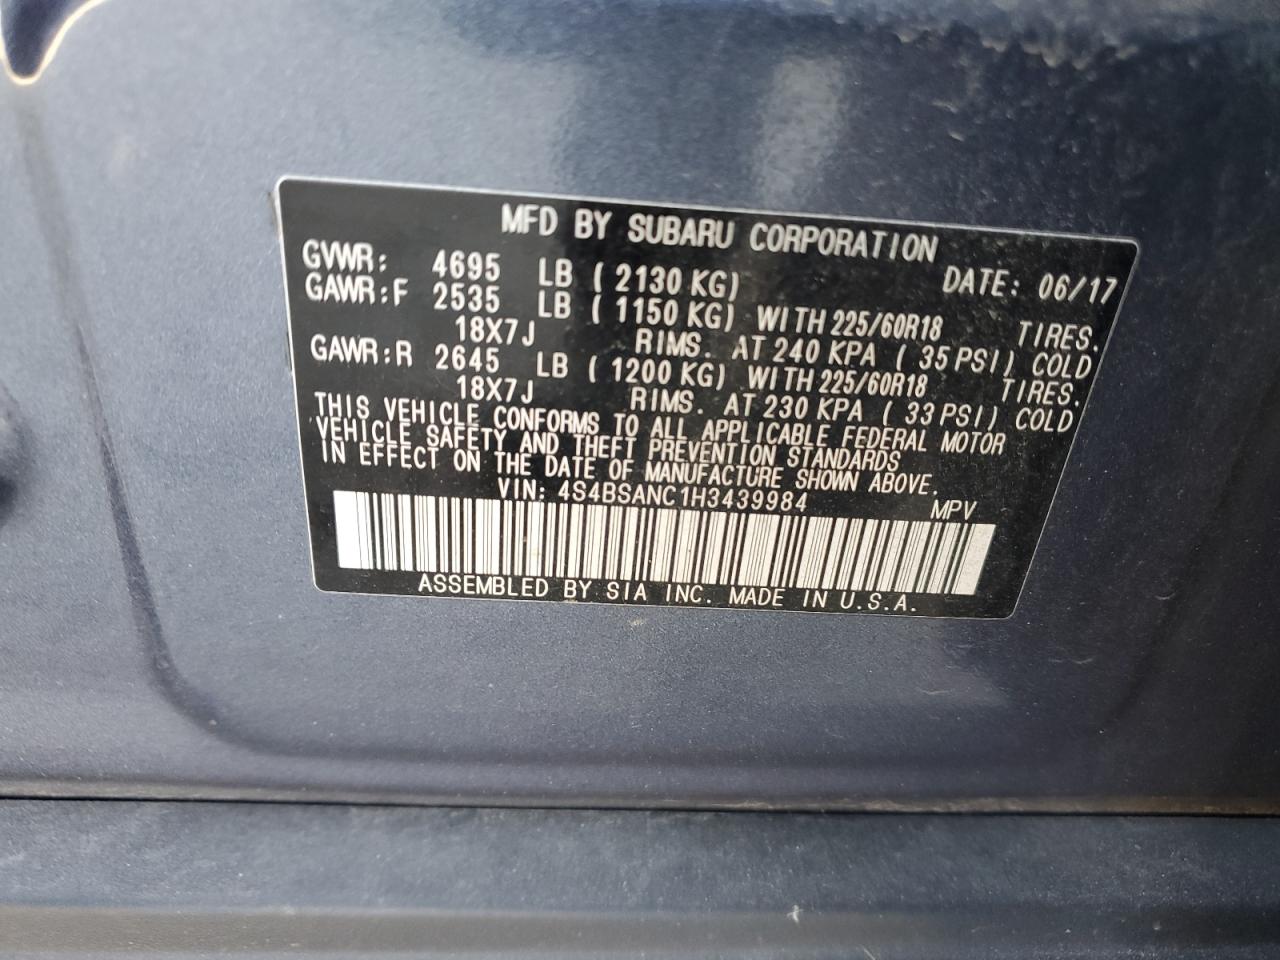 MFD BY SUBARU CORPORATION
GVWR: 4695 LB ( 2130 KG) DATE: 06/17
GAWR:F 2535 LB ( 1150 KG) WITH 225/60R18 TIRES.
18X7J RIMS. AT 240 KPA ( 35 PSI) COLD
GAWR:R 2645 LB ( 1200 KG) WITH 225/60R18 TIRES.
18X7J RIMS. AT 230 KPA ( 33 PSI) COLD
THIS VEHICLE CONFORMS TO ALL APPLICABLE FEDERAL MOTOR
VEHICLE SAFETY AND THEFT PREVENTION STANDARDS
IN EFFECT ON THE DATE OF MANUFACTURE SHOWN ABOVE.
VIN: 4S4BSANC1H3439984 MPV
ASSEMBLED BY SIA INC. MADE IN U.S.A.